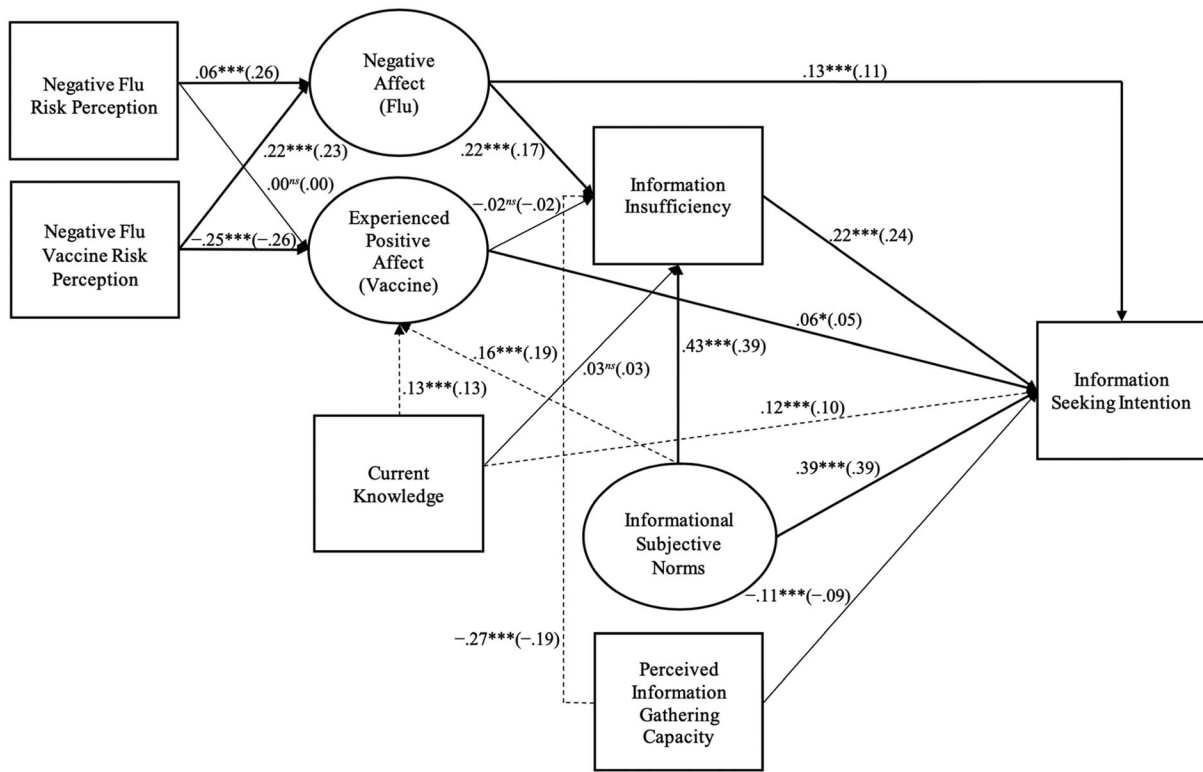 Negative Flu
Risk Perception
.06***(.26)
Negative
Affect
(Flu)
.13***(.11)
.22***(.23)
.22***(.17)
.00ns(.00)
Negative Flu
Vaccine Risk
Perception
−.25***(−.26)
Experienced
Positive
Affect
(Vaccine)
−.02ns(−.02)
Information
Insufficiency
.22***(.24)
.06*(.05)
.16***(.19)
.43***(.39)
.03ns(.03)
.13***(.13)
.12***(.10)
Information
Seeking Intention
Current
Knowledge
.39***(.39)
Informational
Subjective
Norms
−.11***(−.09)
−.27***(−.19)
Perceived
Information
Gathering
Capacity